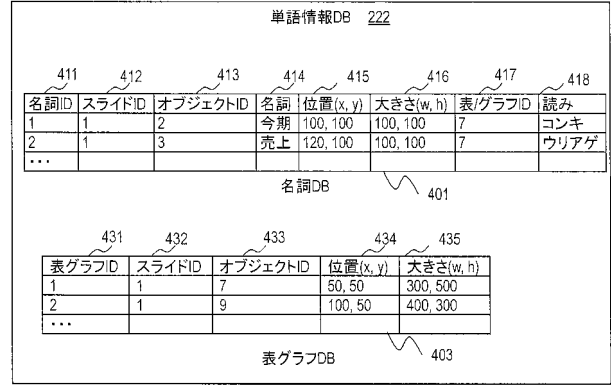 単語情報DB 222
411 412 413 414 415 416 417 418
名詞ID スライドID オブジェクトID 名詞 位置(x, y) 大きさ(w, h) 表/グラフID 読み
1 1 2 今期 100, 100 100, 100 7 コンキ
2 1 3 売上 120, 100 100, 100 7 ウリアゲ
･･･
名詞DB 401
431 432 433 434 435
表グラフID スライドID オブジェクトID 位置(x, y) 大きさ(w, h)
1 1 7 50, 50 300, 500
2 1 9 100, 50 400, 300
･･･
表グラフDB 403